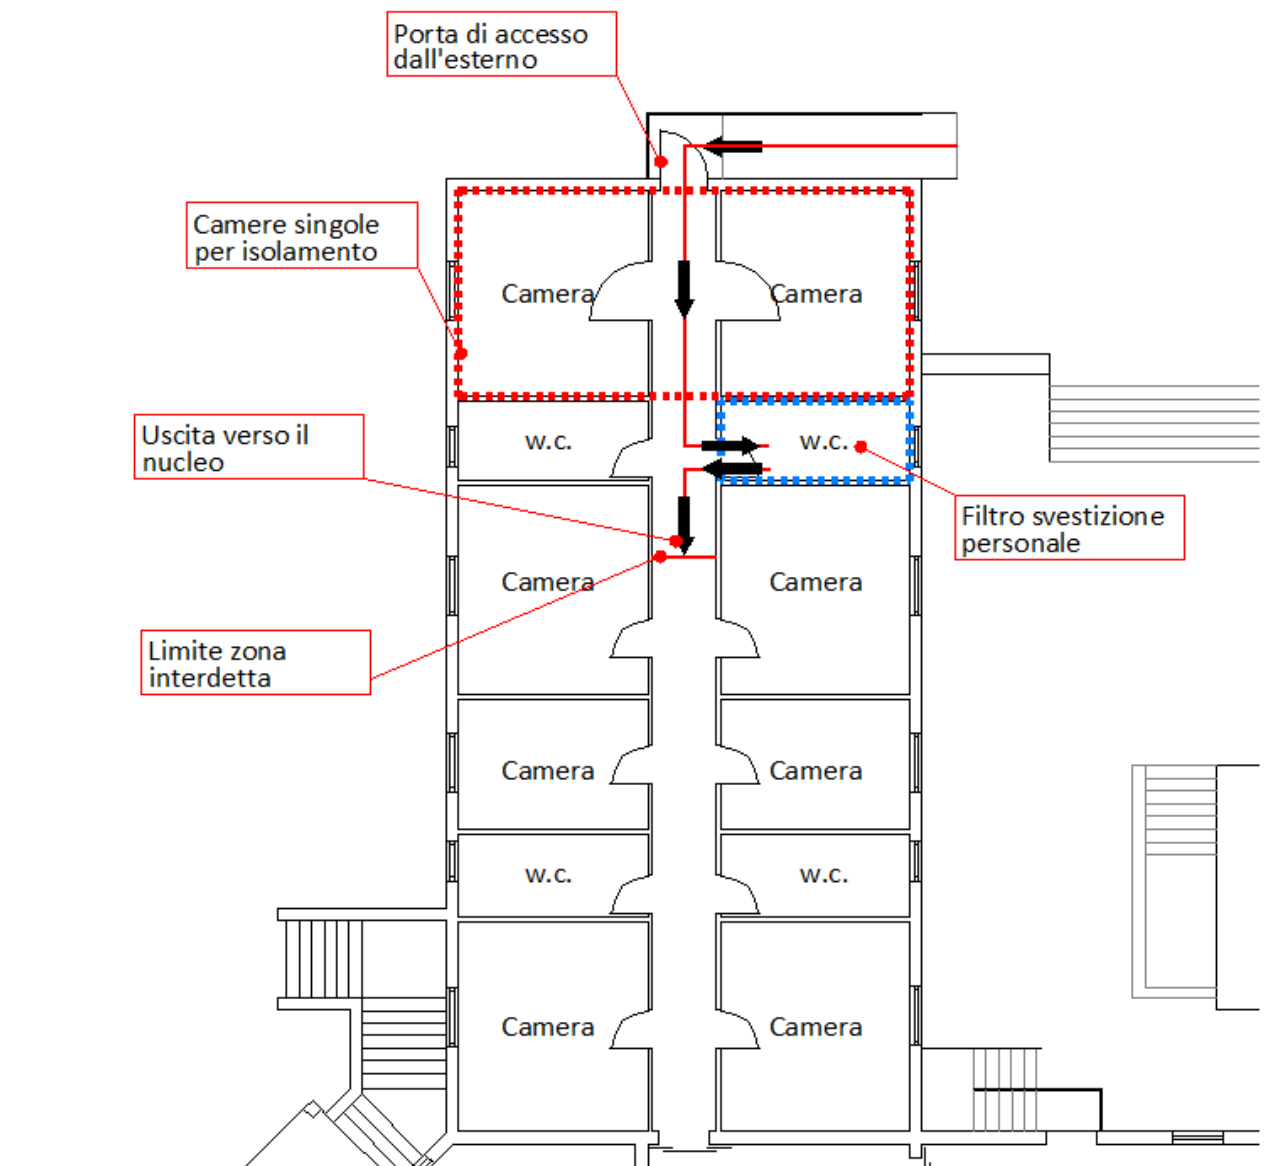 Porta di accesso
dall'esterno
Camere singole
per isolamento
Camera
Camera
Uscita verso il
nucleo
w.c.
w.c.
Filtro svestizione
personale
Camera
Camera
Limite zona
interdetta
Camera
Camera
w.c.
w.c.
Camera
Camera